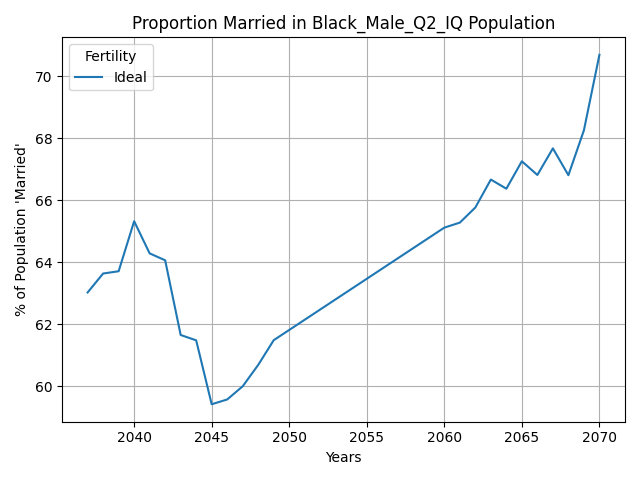 Proportion Married in Black_Male_Q2_IQ Population
Fertility
Ideal
% of Population 'Married'
70
68
66
64
62
60
2040 2045 2050 2055 2060 2065 2070
Years